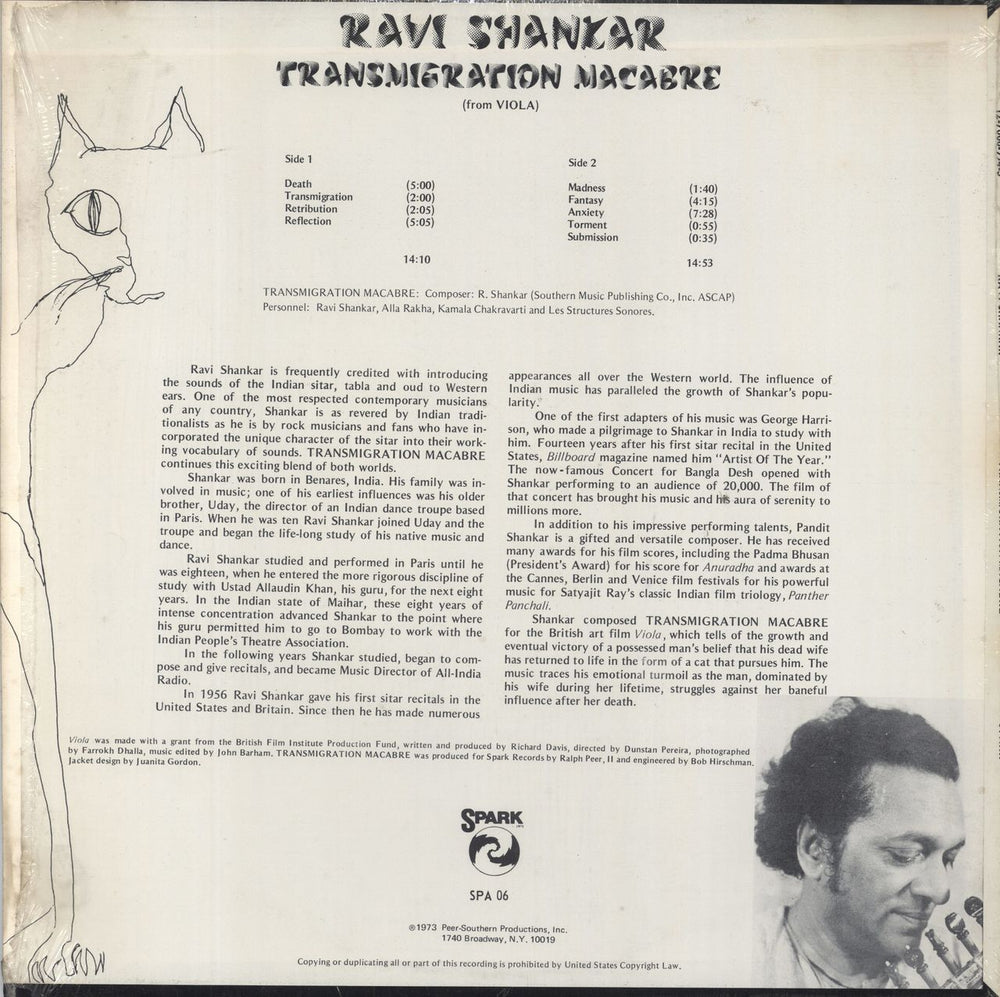 RAVI SHANKAR
TRANSMIGRATION MACABRE
(from VIOLA)
Side 1
Death (5:00)
Transmigration (2:00)
Retribution (2:05)
Reflection (5:05)
14:10
Side 2
Madness (1:40)
Fantasy (4:15)
Anxiety (7:28)
Torment (0:55)
Submission (0:35)
14:53
TRANSMIGRATION MACABRE: Composer: R. Shankar (Southern Music Publishing Co., Inc. ASCAP)
Personnel: Ravi Shankar, Alla Rakha, Kamala Chakravarti and Les Structures Sonores.
Ravi Shankar is frequently credited with introducing
the sounds of the Indian sitar, tabla and oud to Western
ears. One of the most respected contemporary musicians
of any country, Shankar is as revered by Indian tradi-
tionalists as he is by rock musicians and fans who have in-
corporated the unique character of the sitar into their work-
ing vocabulary of sounds. TRANSMIGRATION MACABRE
continues this exciting blend of both worlds.
Shankar was born in Benares, India. His family was in-
volved in music; one of his earliest influences was his older
brother, Uday, the director of an Indian dance troupe based
in Paris. When he was ten Ravi Shankar joined Uday and the
troupe and began the life-long study of his native music and
dance.
Ravi Shankar studied and performed in Paris until he
was eighteen, when he entered the more rigorous discipline of
study with Ustad Allaudin Khan, his guru, for the next eight
years. In the Indian state of Maihar, these eight years of
intense concentration advanced Shankar to the point where
his guru permitted him to go to Bombay to work with the
Indian People's Theatre Association.
In the following years Shankar studied, began to com-
pose and give recitals, and became Music Director of All-India
Radio.
In 1956 Ravi Shankar gave his first sitar recitals in the
United States and Britain. Since then he has made numerous
appearances all over the Western world. The influence of
Indian music has paralleled the growth of Shankar's popu-
larity.
One of the first adapters of his music was George Harri-
son, who made a pilgrimage to Shankar in India to study with
him. Fourteen years after his first sitar recital in the United
States, Billboard magazine named him "Artist Of The Year."
The now-famous Concert for Bangla Desh opened with
Shankar performing to an audience of 20,000. The film of
that concert has brought his music and his aura of serenity to
millions more.
In addition to his impressive performing talents, Pandit
Shankar is a gifted and versatile composer. He has received
many awards for his film scores, including the Padma Bhusan
(President's Award) for his score for Anuradha and awards at
the Cannes, Berlin and Venice film festivals for his powerful
music for Satyajit Ray's classic Indian film triology, Panther
Panchali.
Shankar composed TRANSMIGRATION MACABRE
for the British art film Viola, which tells of the growth and
eventual victory of a possessed man's belief that his dead wife
has returned to life in the form of a cat that pursues him. The
music traces his emotional turmoil as the man, dominated by
his wife during her lifetime, struggles against her baneful
influence after her death.
Viola was made with a grant from the British Film Institute Production Fund, written and produced by Richard Davis, directed by Dunstan Pereira, photographed
by Farrokh Dhalla, music edited by John Barham. TRANSMIGRATION MACABRE was produced for Spark Records by Ralph Peer, II and engineered by Bob Hirschman.
Jacket design by Juanita Gordon.
SPARK
SPA 06
℗1973 Peer-Southern Productions, Inc.
1740 Broadway, N.Y. 10019
Copying or duplicating all or part of this recording is prohibited by United States Copyright Law.